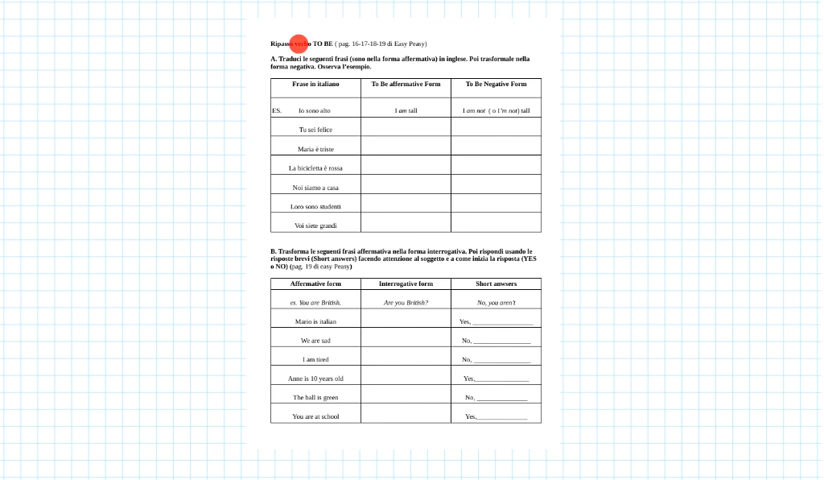 Ripasso verbo TO BE ( pag. 16-17-18-19 di Easy Peasy)
A. Traduci le seguenti frasi (sono nella forma affermativa) in inglese. Poi trasformale nella
forma negativa. Osserva l'esempio.
Frase in italiano To Be affermative Form To Be Negative Form
ES. Io sono alto I am tall I am not ( o I'm not) tall
Tu sei felice
Maria è triste
La bicicletta è rossa
Noi siamo a casa
Loro sono studenti
Voi siete grandi
B. Trasforma le seguenti frasi affermativa nella forma interrogativa. Poi rispondi usando le
risposte brevi (Short answers) facendo attenzione al soggetto e a come inizia la risposta (YES
o NO) (pag. 19 di easy Peasy)
Affermative form Interrogative form Short anwsers
es. You are British. Are you British? No, you aren't
Mario is italian Yes, __________________
We are sad No, _________________
I am tired No, _________________
Anne is 10 years old Yes,________________
The ball is green No, _______________
You are at school Yes,_______________